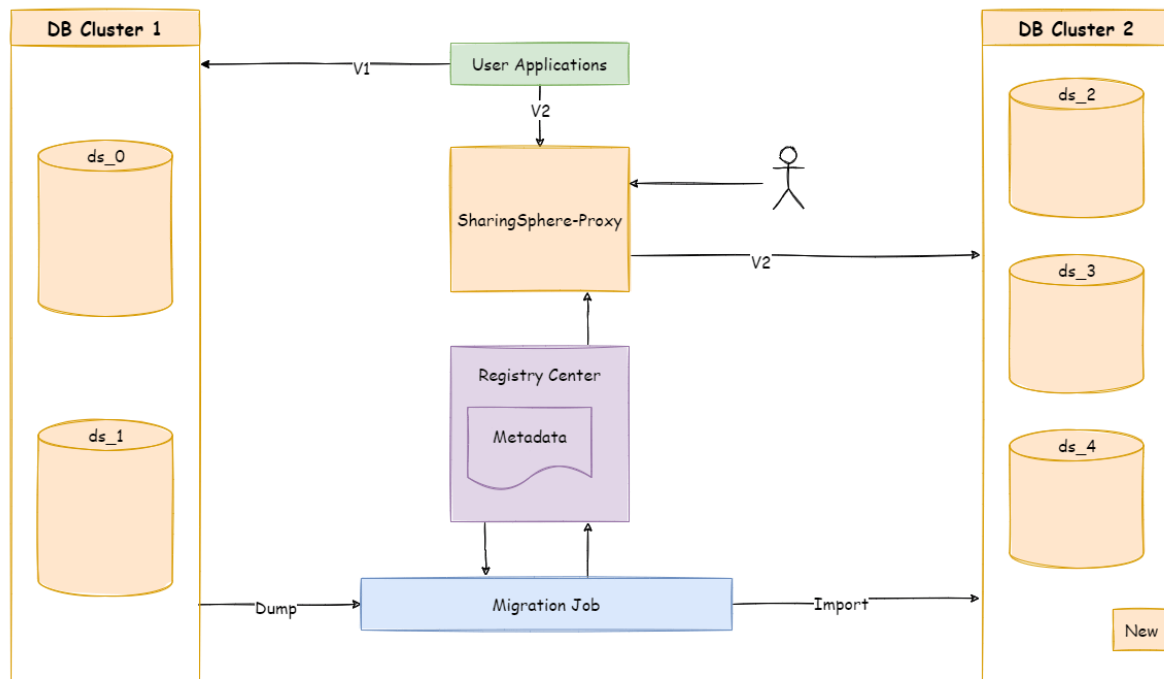 DB Cluster 1
DB Cluster 2
User Applications
V1
V2
ds_0
ds_2
SharingSphere-Proxy
V2
ds_3
Registry Center
Metadata
ds_1
ds_4
Dump
Migration Job
Import
New